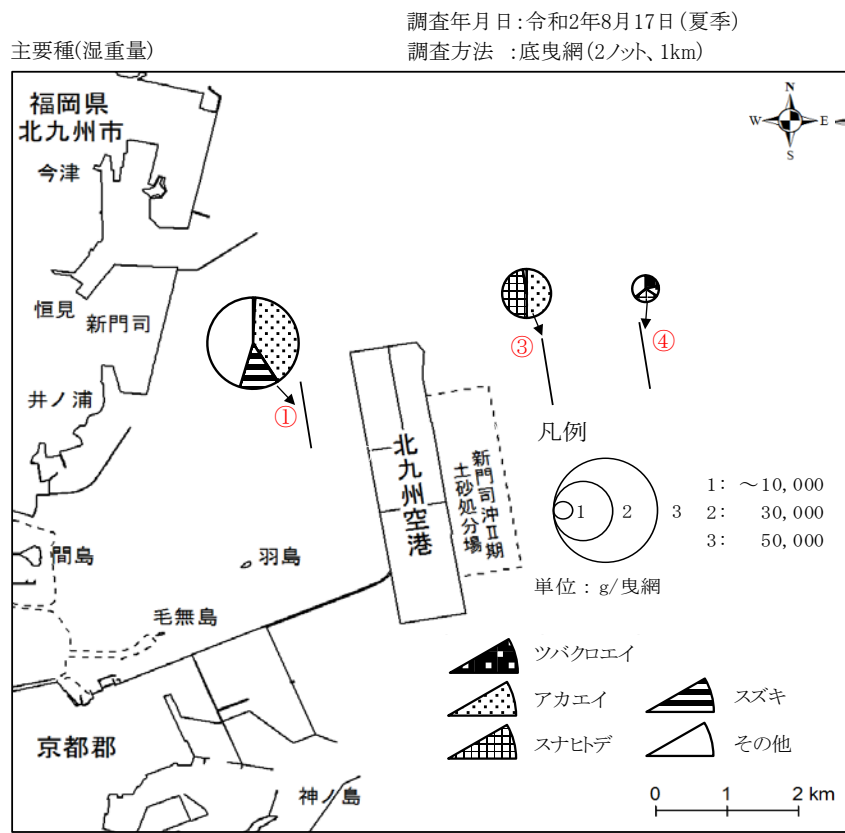 調査年月日:令和2年8月17日(夏季)
主要種(湿重量)
調査方法 :底曳網(2ノット、1km)
福岡県
北九州市
今津
恒見
新門司
井ノ浦
間島
羽島
毛無島
京都郡
神ノ島
北九州空港
新門司沖Ⅱ期
土砂処分場
N
W
E
S
①
③
④
凡例
1
2
3
1: ~10,000
2: 30,000
3: 50,000
単位:g/曳網
ツバクロエイ
アカエイ
スズキ
スナヒトデ
その他
0 1 2 km